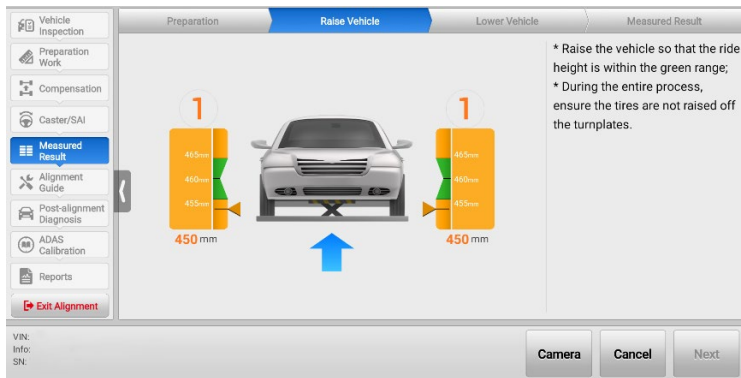 Vehicle
Inspection
Preparation
Work
Compensation
Caster/SAI
Measured
Result
Alignment
Guide
Post-alignment
Diagnosis
ADAS
Calibration
Reports
Exit Alignment
Preparation
Raise Vehicle
Lower Vehicle
Measured Result
1
465mm
460mm
455mm
450 mm
1
465mm
460mm
455mm
450 mm
* Raise the vehicle so that the ride
height is within the green range;
* During the entire process,
ensure the tires are not raised off
the turnplates.
VIN:
Info:
SN:
Camera
Cancel
Next